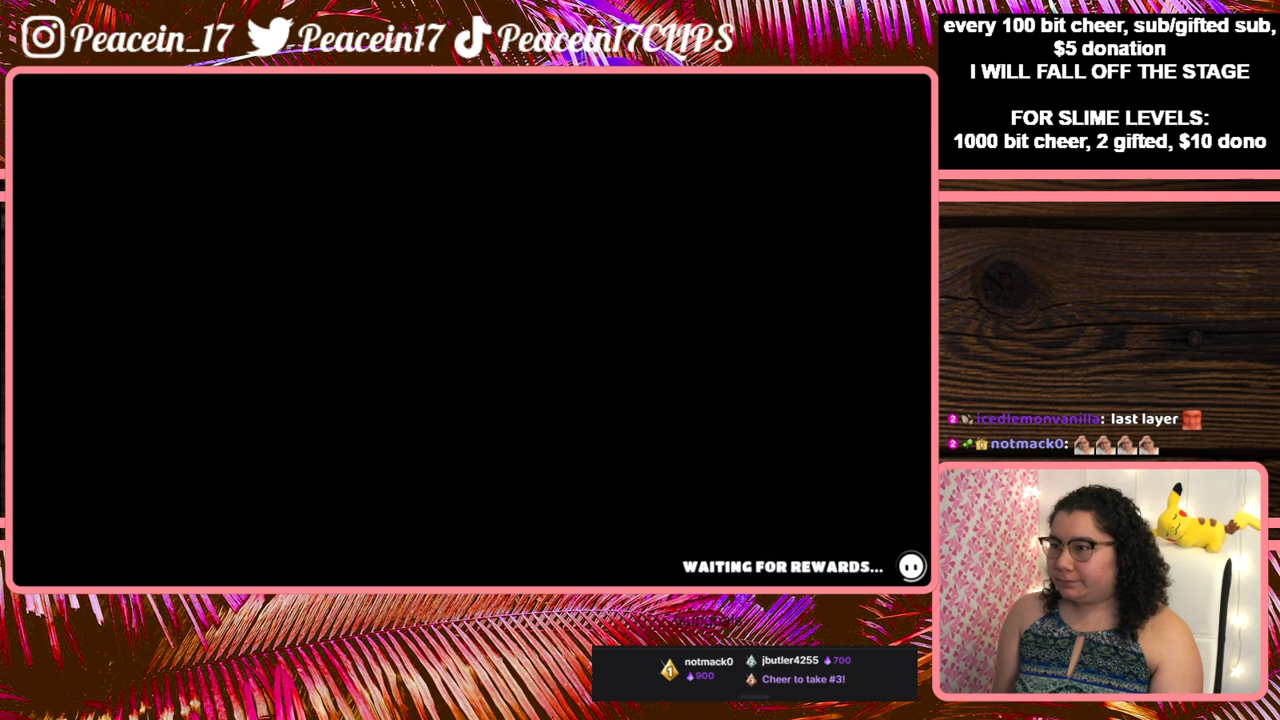 Peacein_17 Peacein17 Peacein17ClIPS
every 100 bit cheer, sub/gifted sub,
$5 donation
I WILL FALL OFF THE STAGE
FOR SLIME LEVELS:
1000 bit cheer, 2 gifted, $10 dono
icedlemonvanilla: last layer
notmack0:
WAITING FOR REWARDS...
1 notmack0 900
jbutler4255 700
3 Cheer to take #3!